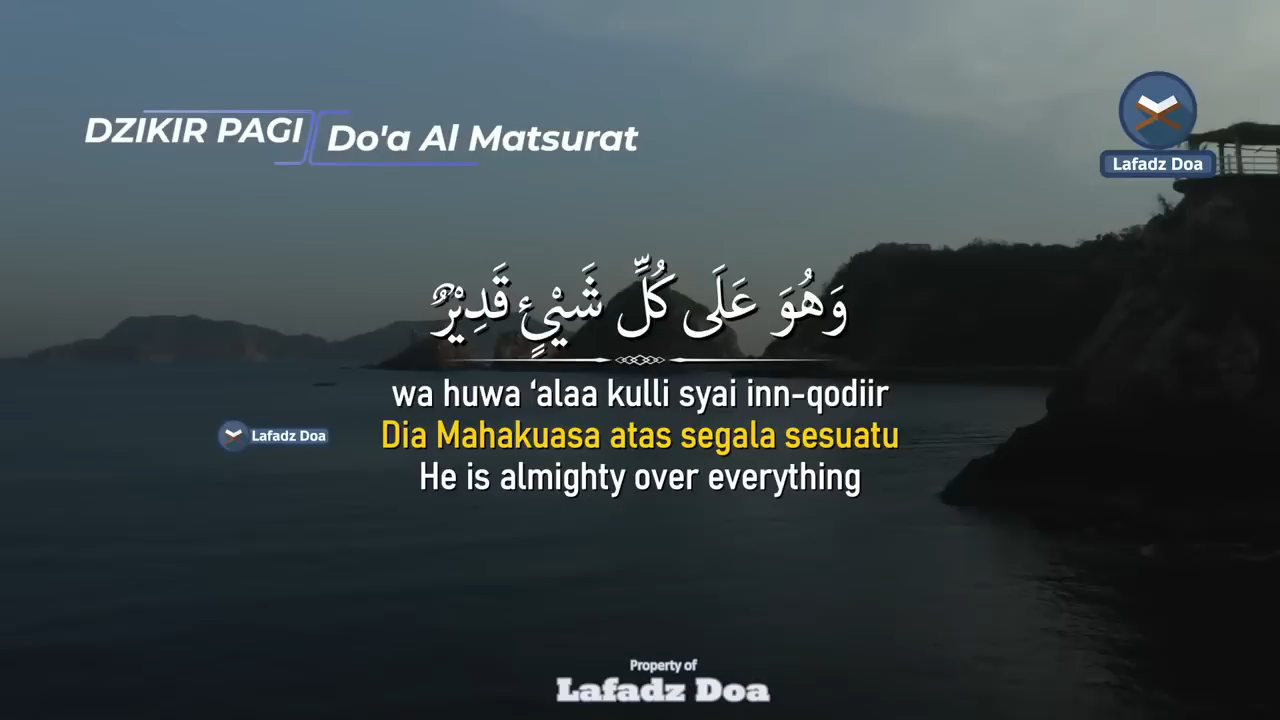 DZIKIR PAGI
Do'a Al Matsurat
Lafadz Doa
وَهُوَ عَلَى كُلِّ شَيْءٍ قَدِيْرٌ
wa huwa ‘alaa kulli syai inn-qodiir
Lafadz Doa
Dia Mahakuasa atas segala sesuatu
He is almighty over everything
Property of
Lafadz Doa